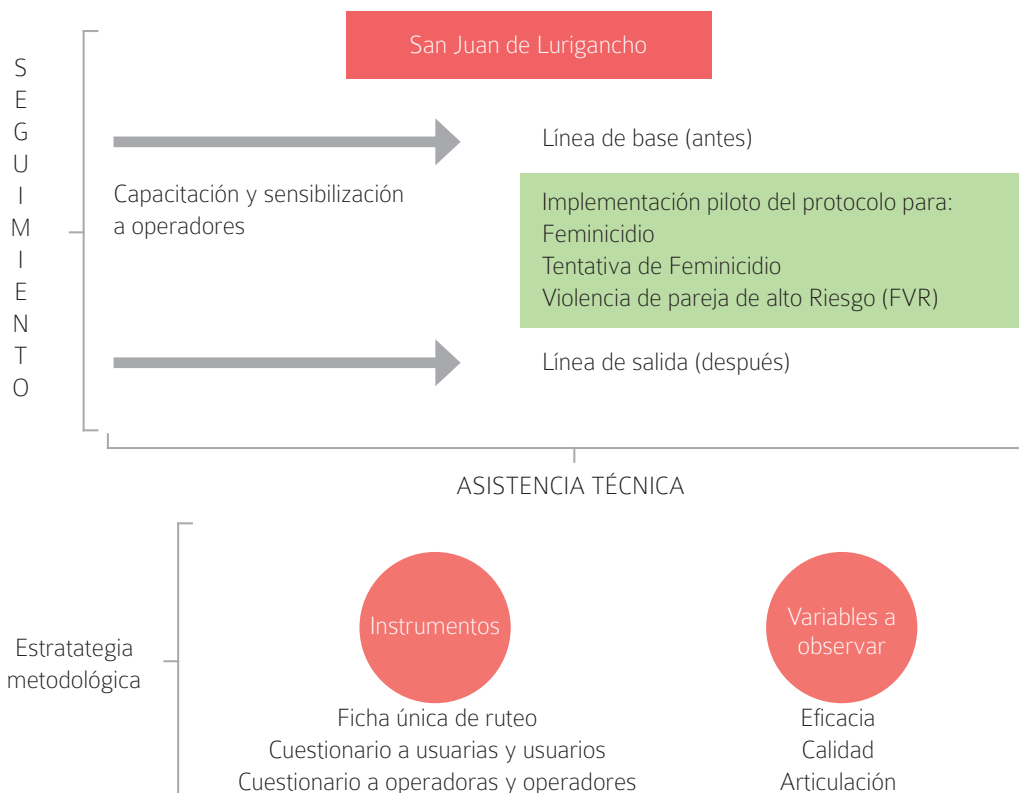 San Juan de Lurigancho
SEGUIMIENTO
Línea de base (antes)
Capacitación y sensibilización
a operadores
Implementación piloto del protocolo para:
Feminicidio
Tentativa de Feminicidio
Violencia de pareja de alto Riesgo (FVR)
Línea de salida (después)
ASISTENCIA TÉCNICA
Estratategia
metodológica
Instrumentos
Ficha única de ruteo
Cuestionario a usuarias y usuarios
Cuestionario a operadoras y operadores
Variables a
observar
Eficacia
Calidad
Articulación